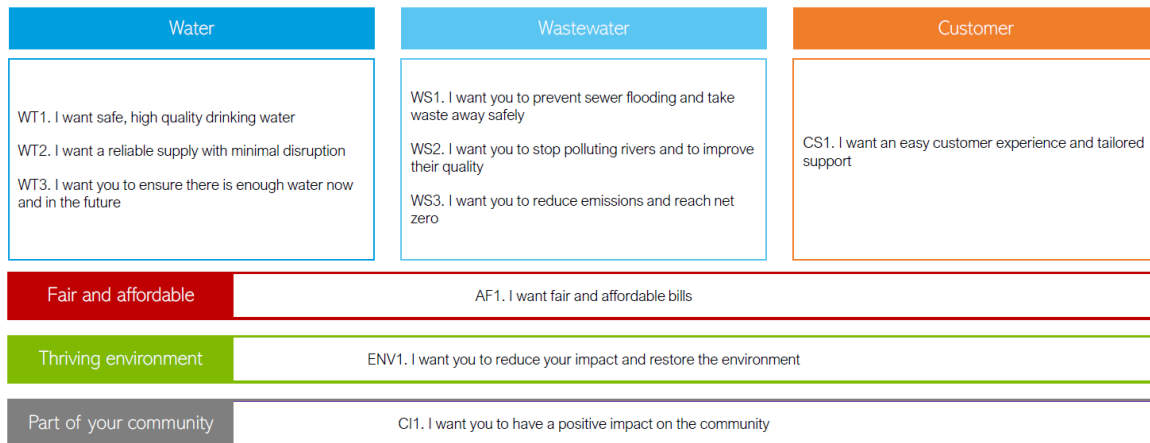 Water
WT1. I want safe, high quality drinking water
WT2. I want a reliable supply with minimal disruption
WT3. I want you to ensure there is enough water now
and in the future
Wastewater
WS1. I want you to prevent sewer flooding and take
waste away safely
WS2. I want you to stop polluting rivers and to improve
their quality
WS3. I want you to reduce emissions and reach net
zero
Customer
CS1. I want an easy customer experience and tailored
support
Fair and affordable
AF1. I want fair and affordable bills
Thriving environment
ENV1. I want you to reduce your impact and restore the environment
Part of your community
CI1. I want you to have a positive impact on the community